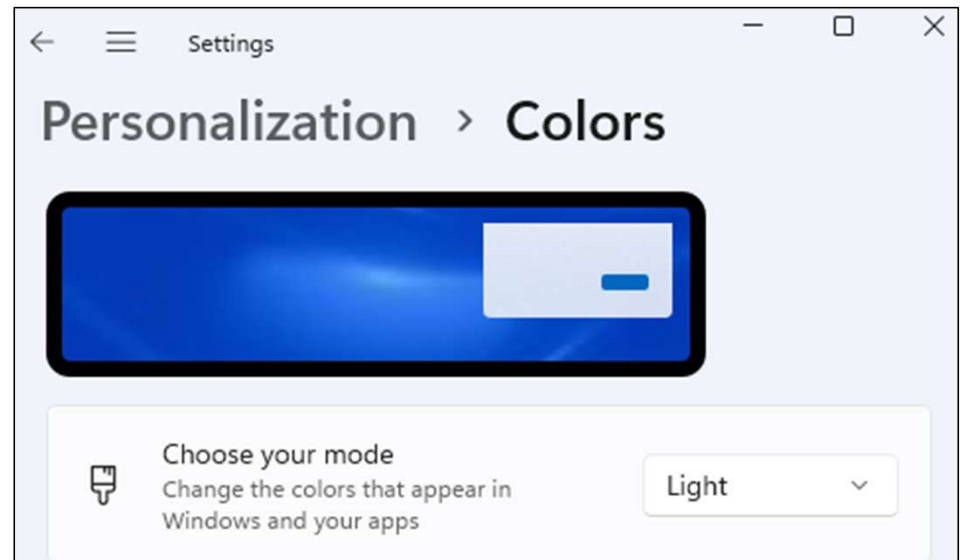 Settings
Personalization > Colors
Choose your mode
Change the colors that appear in
Windows and your apps
Light